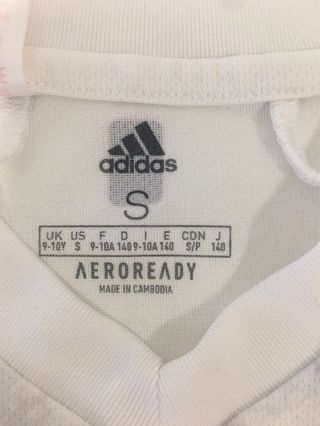 adidas
S
UK US F D I E CDN J
9-10Y S 9-10A 140 9-10A 140 S/P 140
AEROREADY
MADE IN CAMBODIA